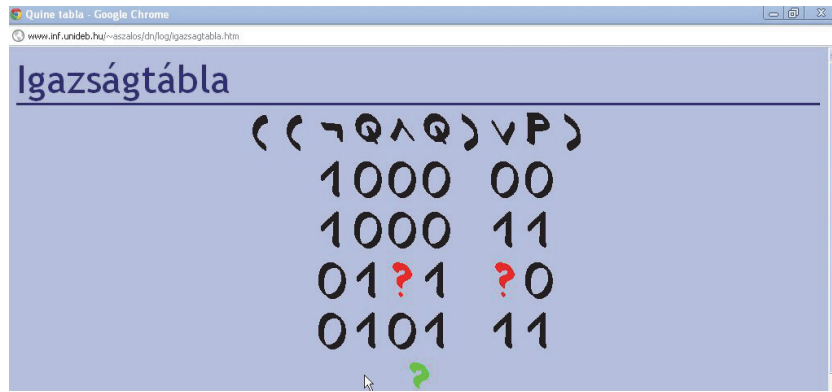 Quine tabla - Google Chrome
www.inf.unideb.hu/~aszalos/dn/log/igazsagtabla.htm
Igazságtábla
((¬Q∧Q)∨P)
1000 00
1000 11
01?1 ?0
0101 11
?